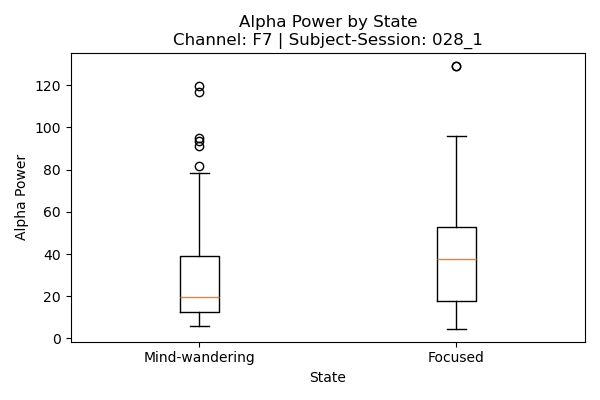 Alpha Power by State
Channel: F7 | Subject-Session: 028_1
120
100
80
60
40
20
0
Alpha Power
Mind-wandering
Focused
State